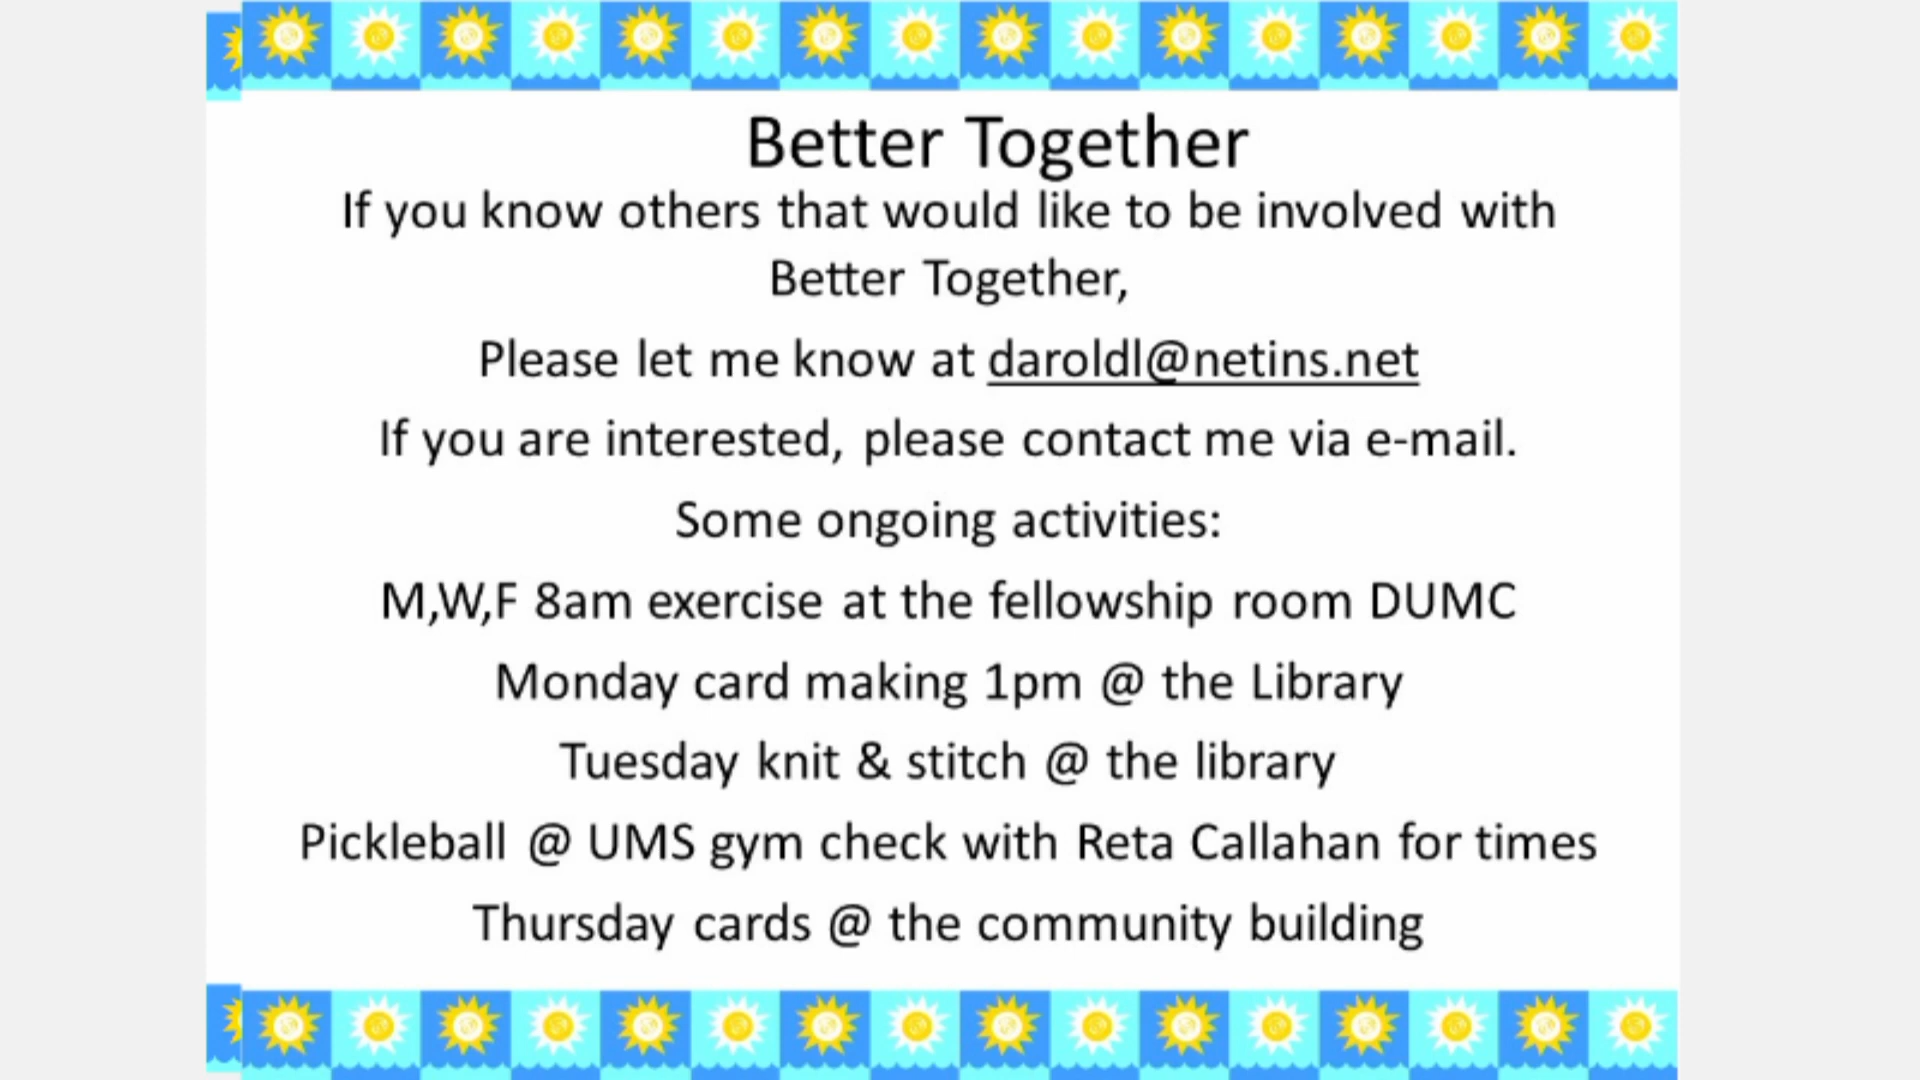 Better Together
If you know others that would like to be involved with
Better Together,
Please let me know at daroldl@netins.net
If you are interested, please contact me via e-mail.
Some ongoing activities:
M,W,F 8am exercise at the fellowship room DUMC
Monday card making 1pm @ the Library
Tuesday knit & stitch @ the library
Pickleball @ UMS gym check with Reta Callahan for times
Thursday cards @ the community building